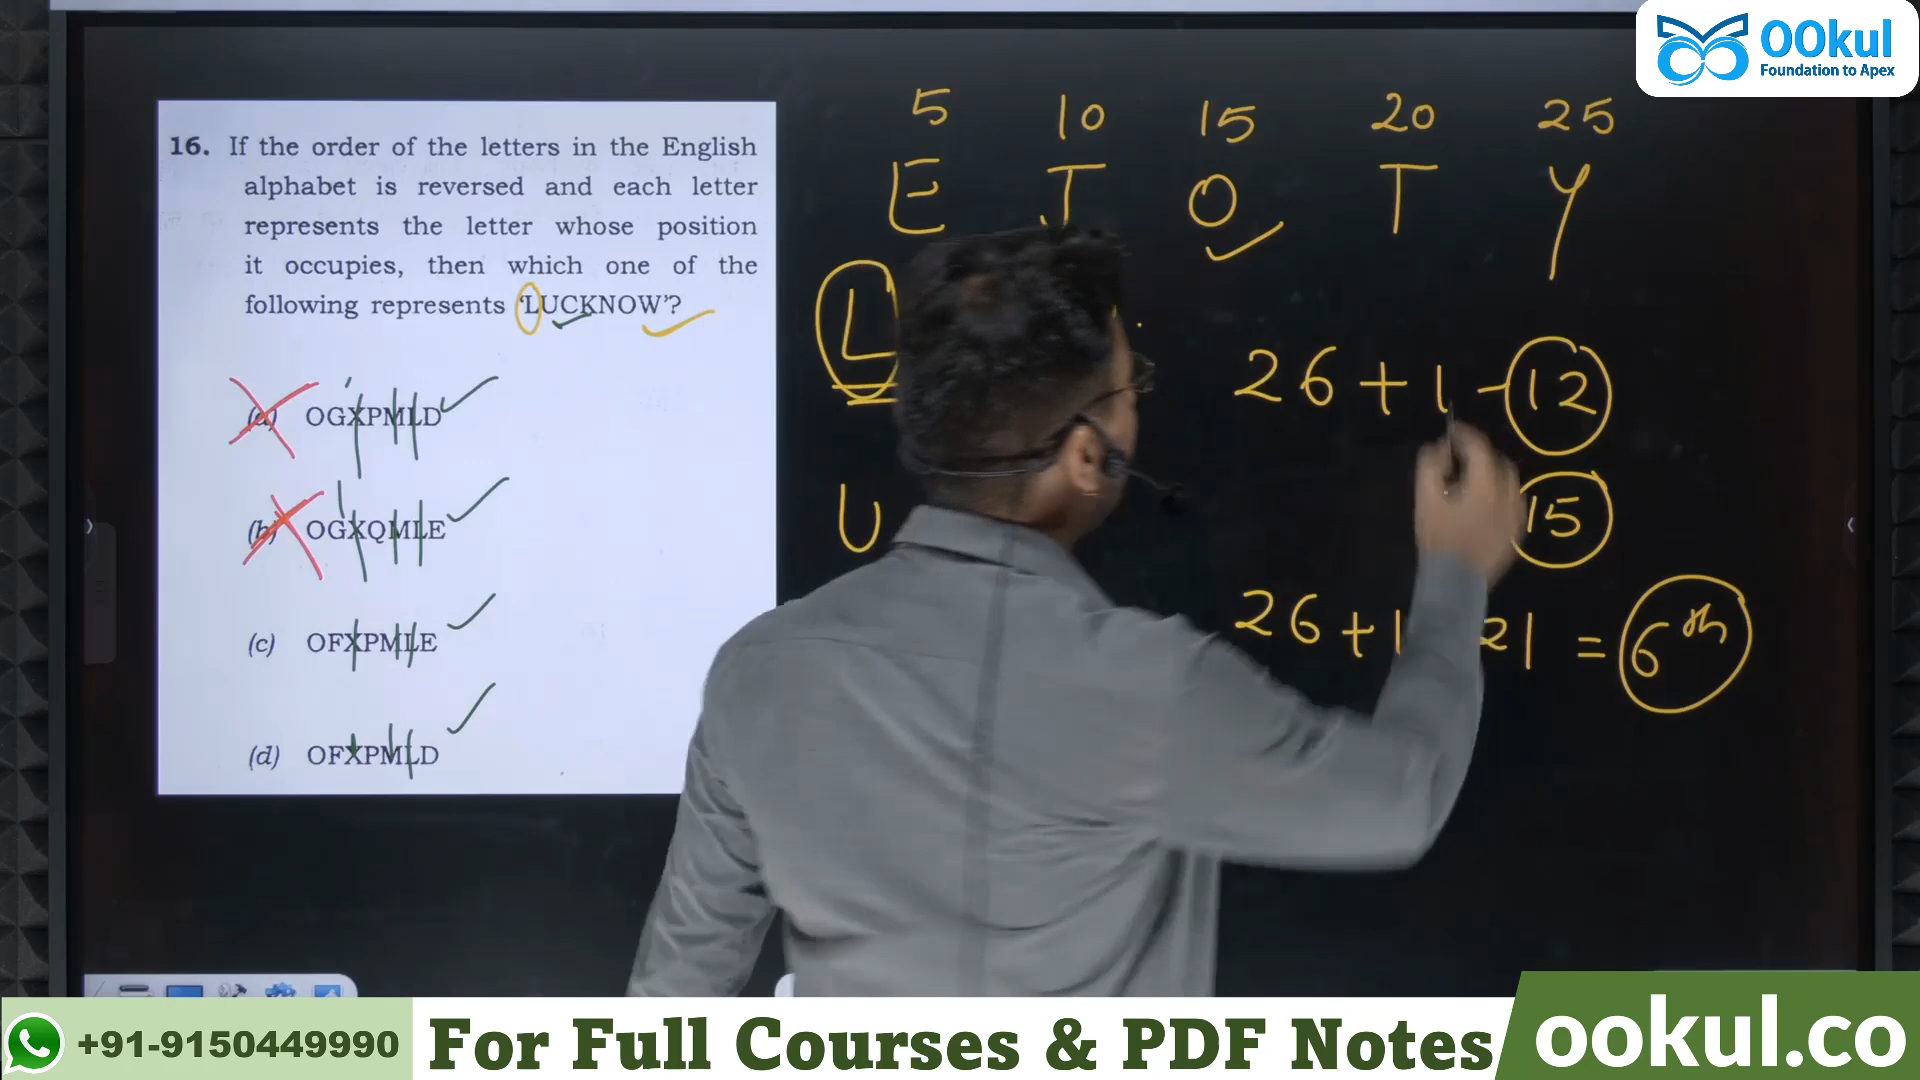 OOkul
Foundation to Apex
5 10 15 20 25
E J O T Y
16. If the order of the letters in the English
alphabet is reversed and each letter
represents the letter whose position
it occupies, then which one of the
following represents 'LUCKNOW'?
(a) OGXPMLD
(b) OGXQMLE
(c) OFXPMLE
(d) OFXPMLD
L 26 + 1 - 12
U 15
26 + 1 21 = 6th
+91-9150449990
For Full Courses & PDF Notes
ookul.co